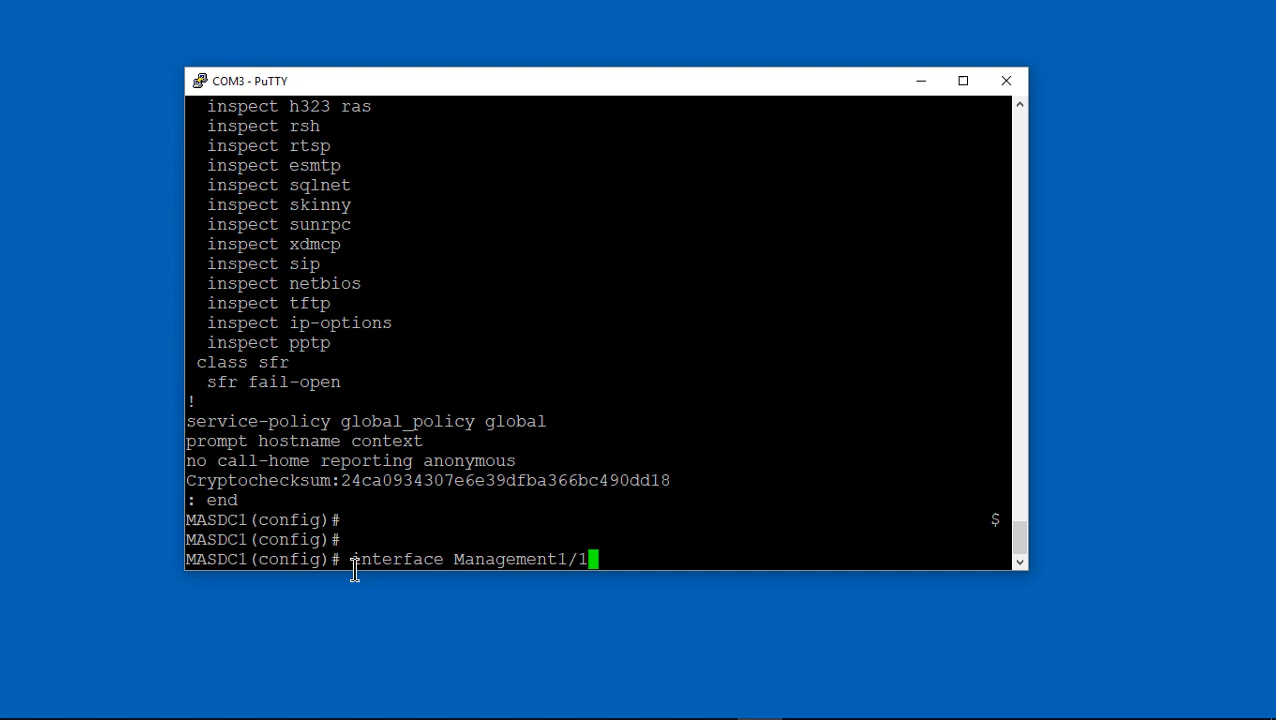 COM3 - PuTTY
inspect h323 ras
inspect rsh
inspect rtsp
inspect esmtp
inspect sqlnet
inspect skinny
inspect sunrpc
inspect xdmcp
inspect sip
inspect netbios
inspect tftp
inspect ip-options
inspect pptp
class sfr
sfr fail-open
!
service-policy global_policy global
prompt hostname context
no call-home reporting anonymous
Cryptochecksum:24ca0934307e6e39dfba366bc490dd18
: end
MASDC1(config)# $
MASDC1(config)#
MASDC1(config)# interface Management1/1